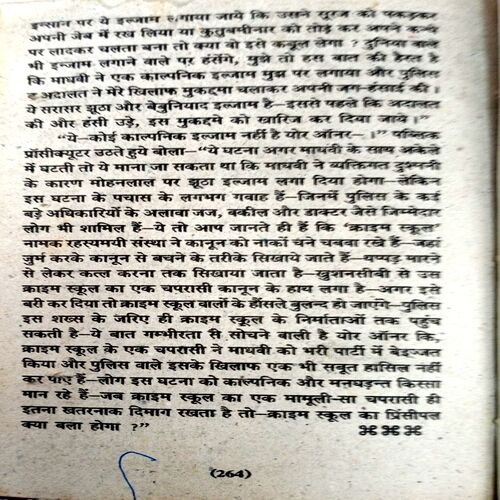 इन्सान पर ये इल्जाम लगाया जाये कि उसने सूरज को पकड़कर
अपनी जेब में रख लिया या कुतुबमीनार को तोड़ कर अपने कन्धे
पर लादकर चलता बना तो क्या वो इसे कबूल लेगा ? दुनिया वाले
भी इन्जाम लगाने वाले पर हंसेंगे, मुझे तो हस बात की हैरत है
कि माधवी ने एक काल्पनिक इल्जाम मुझ पर लगाया और पुलिस
व अदालत ने मेरे खिलाफ मुकद्दमा चलाकर अपनी जग-हंसाई की।
ये सरासर झूठा और बेबुनियाद इल्जाम है—इससे पहले कि अदालत
की और हंसी उड़े, इस मुकद्दमे को खारिज कर दिया जाये।"
"ये—कोई काल्पनिक इल्जाम नहीं है योर ऑनर—।" पब्लिक
प्रॉसीक्यूटर उठते हुये बोला—"ये घटना अगर माधवी के साथ अकेले
में घटती तो ये माना जा सकता था कि माधवी ने व्यक्तिगत दुश्मनी
के कारण मोहनलाल पर झूठा इल्जाम लगा दिया होगा—लेकिन
इस घटना के पचास के लगभग गवाह हैं—जिनमें पुलिस के कई
बड़े अधिकारियों के अलावा जज, वकील और डाक्टर जैसे जिम्मेदार
लोग भी शामिल हैं—ये तो आप जानते ही हैं कि 'क्राइम स्कूल'
नामक रहस्यमयी संस्था ने कानून को नाकों चने चबवा रखे हैं—जहां
जुर्म करके कानून से बचने के तरीके सिखाये जाते हैं—थप्पड़ मारने
से लेकर कत्ल करना तक सिखाया जाता है—खुशनसीबी से उस
क्राइम स्कूल का एक चपरासी कानून के हाथ लगा है—अगर इसे
बरी कर दिया तो क्राइम स्कूल वालों के हौंसले बुलन्द हो जाएंगे—पुलिस
इस शख्स के जरिए ही क्राइम स्कूल के निर्माताओं तक पहुंच
सकती है—ये बात गम्भीरता से सोचने वाली है योर ऑनर कि,
क्राइम स्कूल के एक चपरासी ने माधवी को भरी पार्टी में बेइज्जत
किया और पुलिस वाले इसके खिलाफ एक भी सबूत हासिल नहीं
कर पाए हैं—लोग इस घटना को काल्पनिक और मनघड़न्त किस्सा
मान रहे हैं—जब क्राइम स्कूल का एक मामूली-सा चपरासी ही
इतना खतरनाक दिमाग रखता है तो—क्राइम स्कूल का प्रिंसीपल
क्या बला होगा ?"
(264)